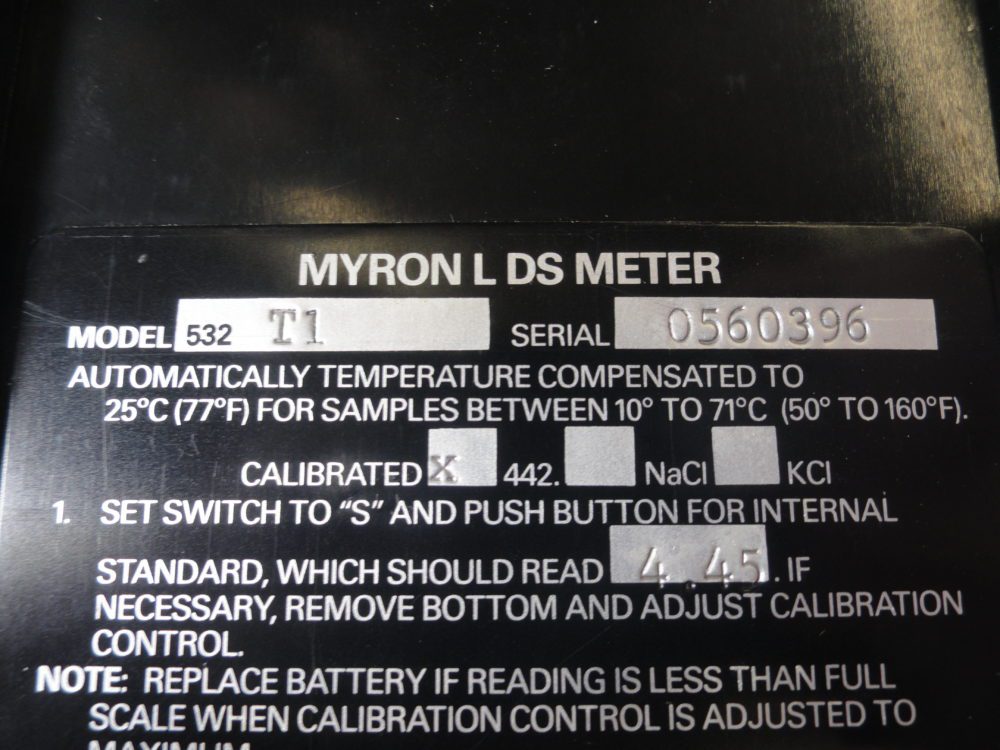 MYRON L DS METER
MODEL 532 T1 SERIAL 0560396
AUTOMATICALLY TEMPERATURE COMPENSATED TO
25°C (77°F) FOR SAMPLES BETWEEN 10° TO 71°C (50° TO 160°F).
CALIBRATED X 442. NaCl KCl
1. SET SWITCH TO “S” AND PUSH BUTTON FOR INTERNAL
STANDARD, WHICH SHOULD READ 4.45. IF
NECESSARY, REMOVE BOTTOM AND ADJUST CALIBRATION
CONTROL.
NOTE: REPLACE BATTERY IF READING IS LESS THAN FULL
SCALE WHEN CALIBRATION CONTROL IS ADJUSTED TO
MAXIMUM.